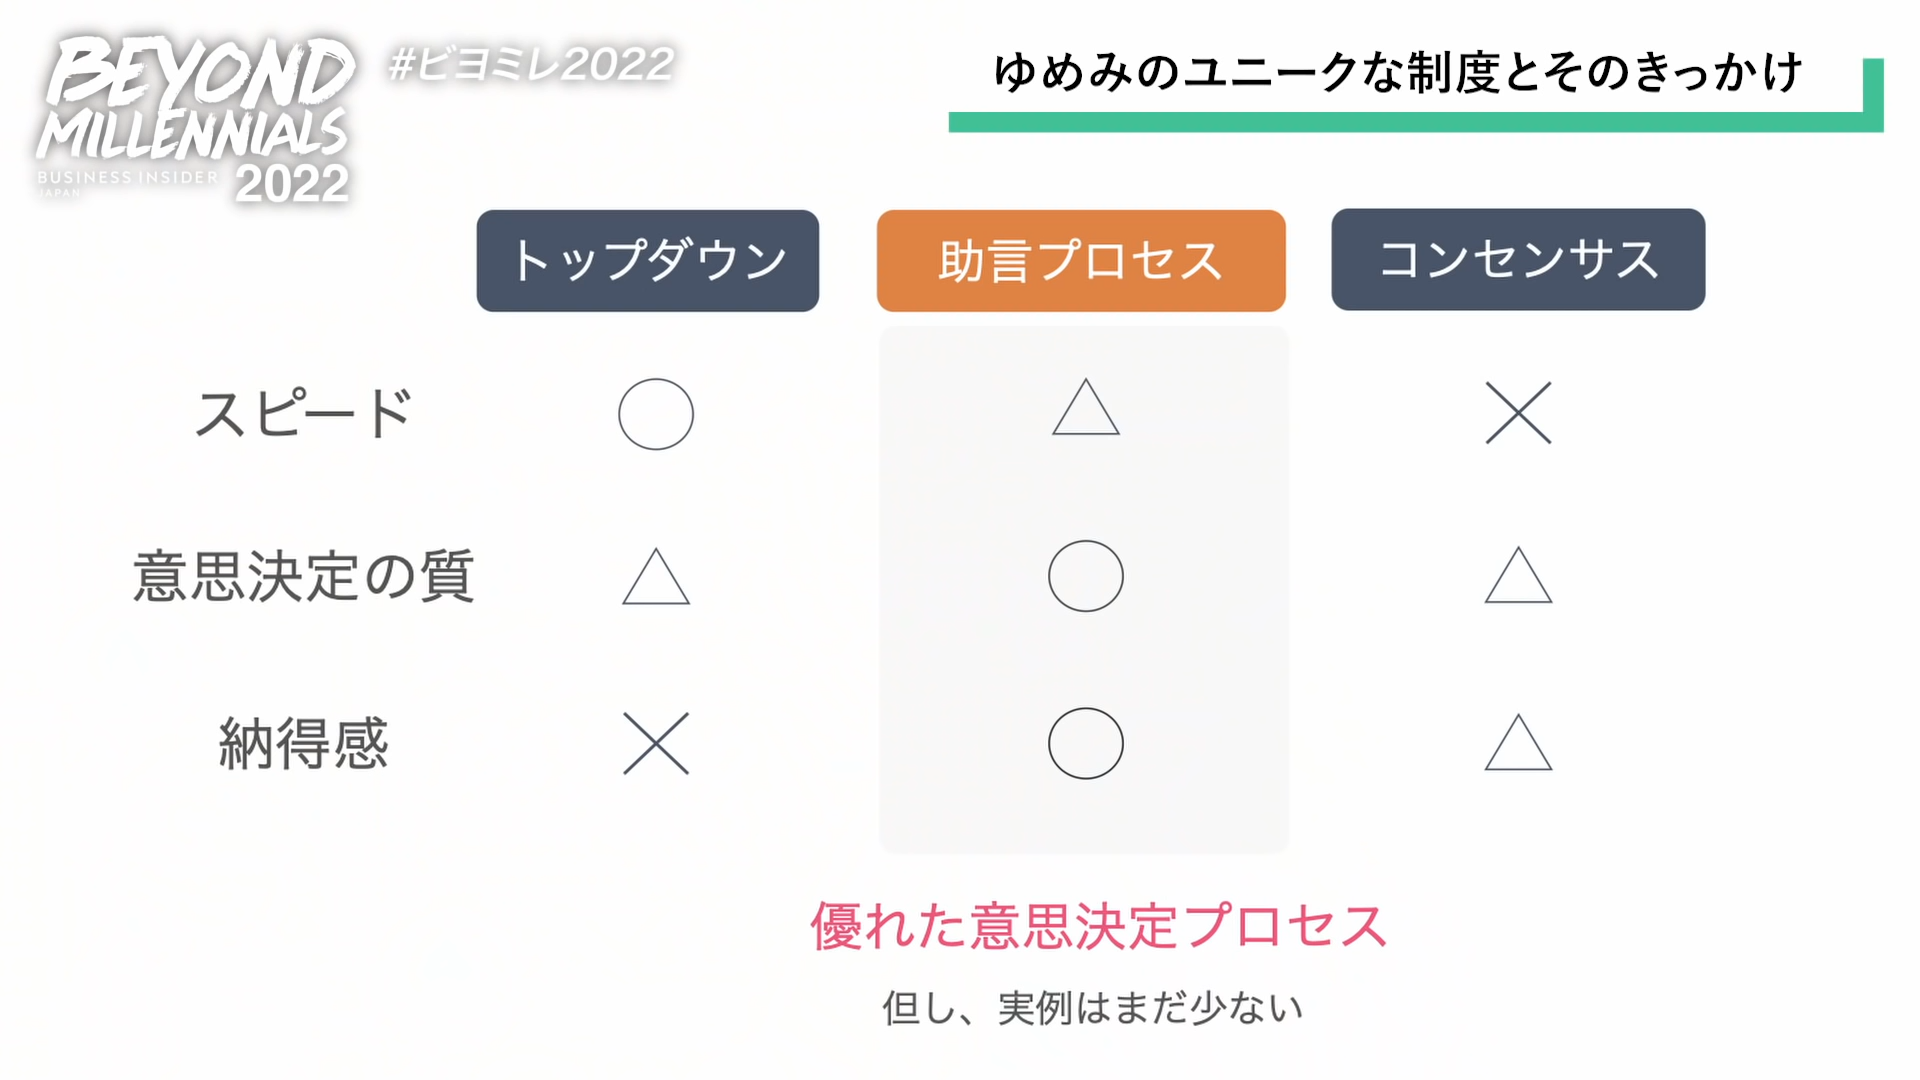 BEYOND
MILLENNIALS
BUSINESS INSIDER
JAPAN
2022
#ビヨミレ2022
ゆめみのユニークな制度とそのきっかけ
トップダウン 助言プロセス コンセンサス
スピード ○ △ ×
意思決定の質 △ ○ △
納得感 × ○ △
優れた意思決定プロセス
但し、実例はまだ少ない